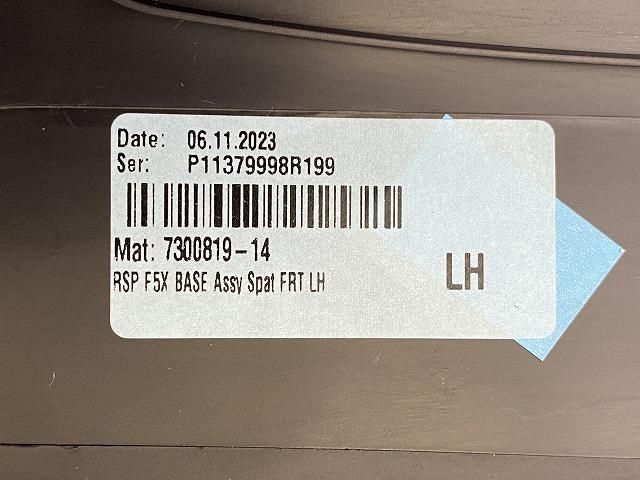 Date: 06.11.2023
Ser: P11379998R199
Mat: 7300819-14
RSP F5X BASE Assy Spat FRT LH
LH